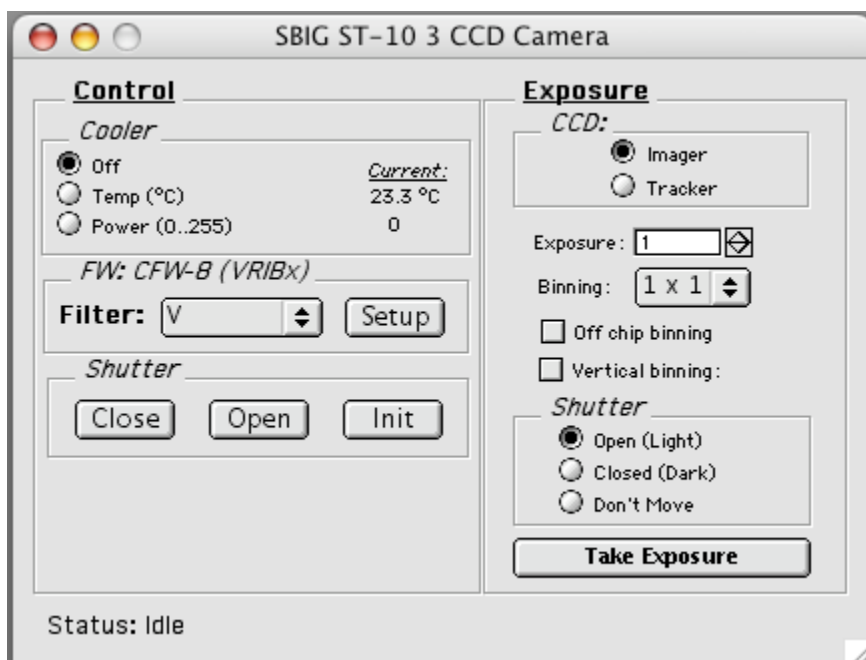 SBIG ST-10 3 CCD Camera
Control
Cooler
Off
Current:
Temp (°C)
23.3 °C
Power (0..255)
0
FW: CFW-8 (VRIBx)
Filter: V Setup
Shutter
Close Open Init
Exposure
CCD:
Imager
Tracker
Exposure: 1
Binning: 1 x 1
Off chip binning
Vertical binning:
Shutter
Open (Light)
Closed (Dark)
Don't Move
Take Exposure
Status: Idle